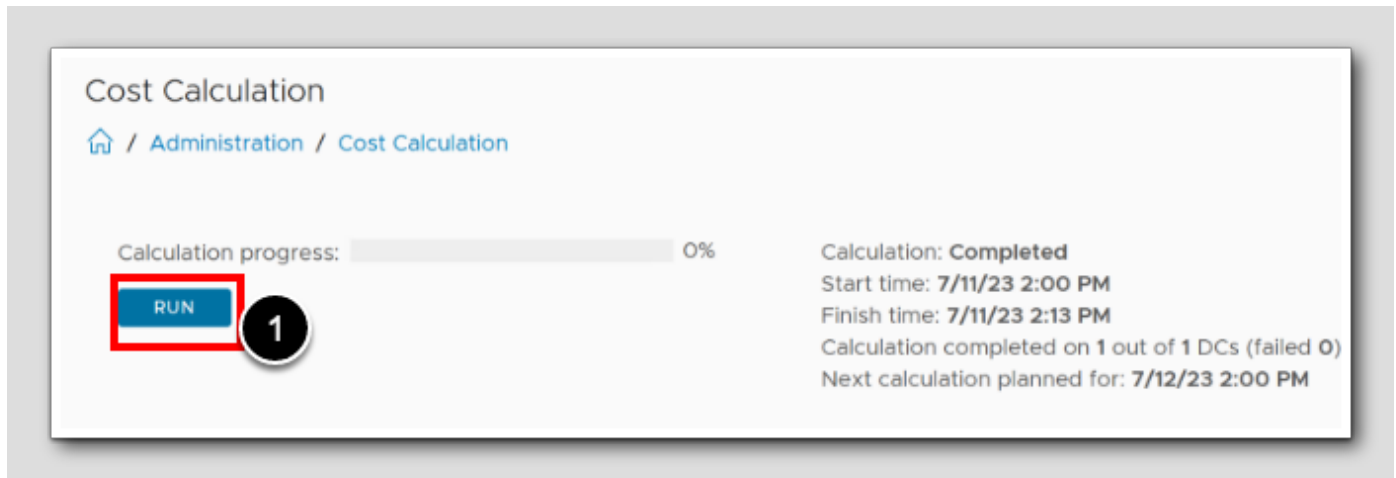 Cost Calculation
/ Administration / Cost Calculation
Calculation progress: 0%
RUN
1
Calculation: Completed
Start time: 7/11/23 2:00 PM
Finish time: 7/11/23 2:13 PM
Calculation completed on 1 out of 1 DCs (failed 0)
Next calculation planned for: 7/12/23 2:00 PM